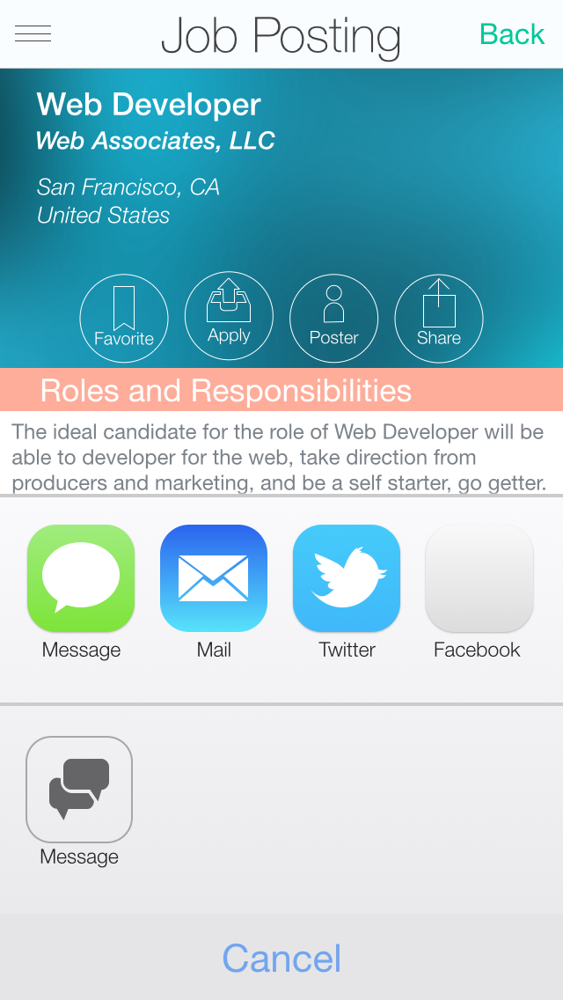 Job Posting
Back
Web Developer
Web Associates, LLC
San Francisco, CA
United States
Favorite
Apply
Poster
Share
Roles and Responsibilities
The ideal candidate for the role of Web Developer will be
able to developer for the web, take direction from
producers and marketing, and be a self starter, go getter.
Message
Mail
Twitter
Facebook
Message
Cancel